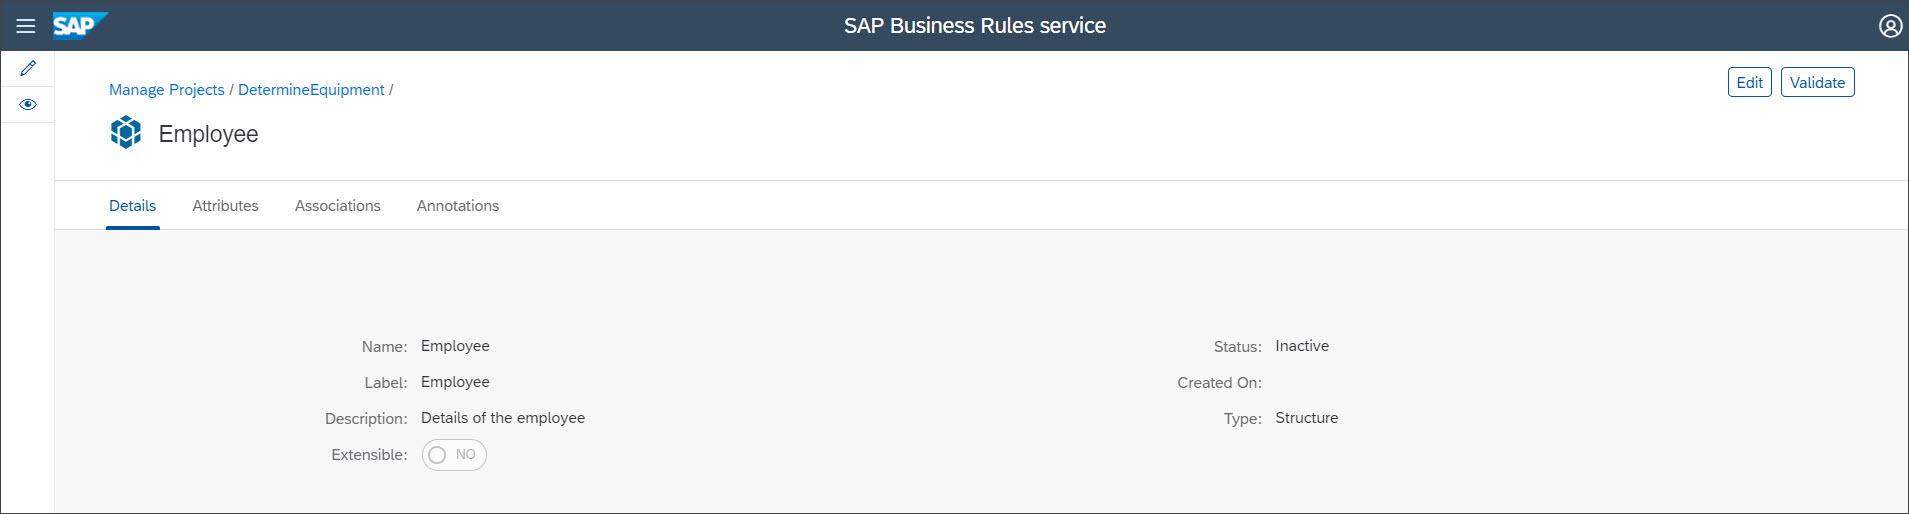 SAP SAP Business Rules service
Manage Projects / DetermineEquipment / Edit Validate
Employee
Details Attributes Associations Annotations
Name: Employee Status: Inactive
Label: Employee Created On:
Description: Details of the employee Type: Structure
Extensible: NO